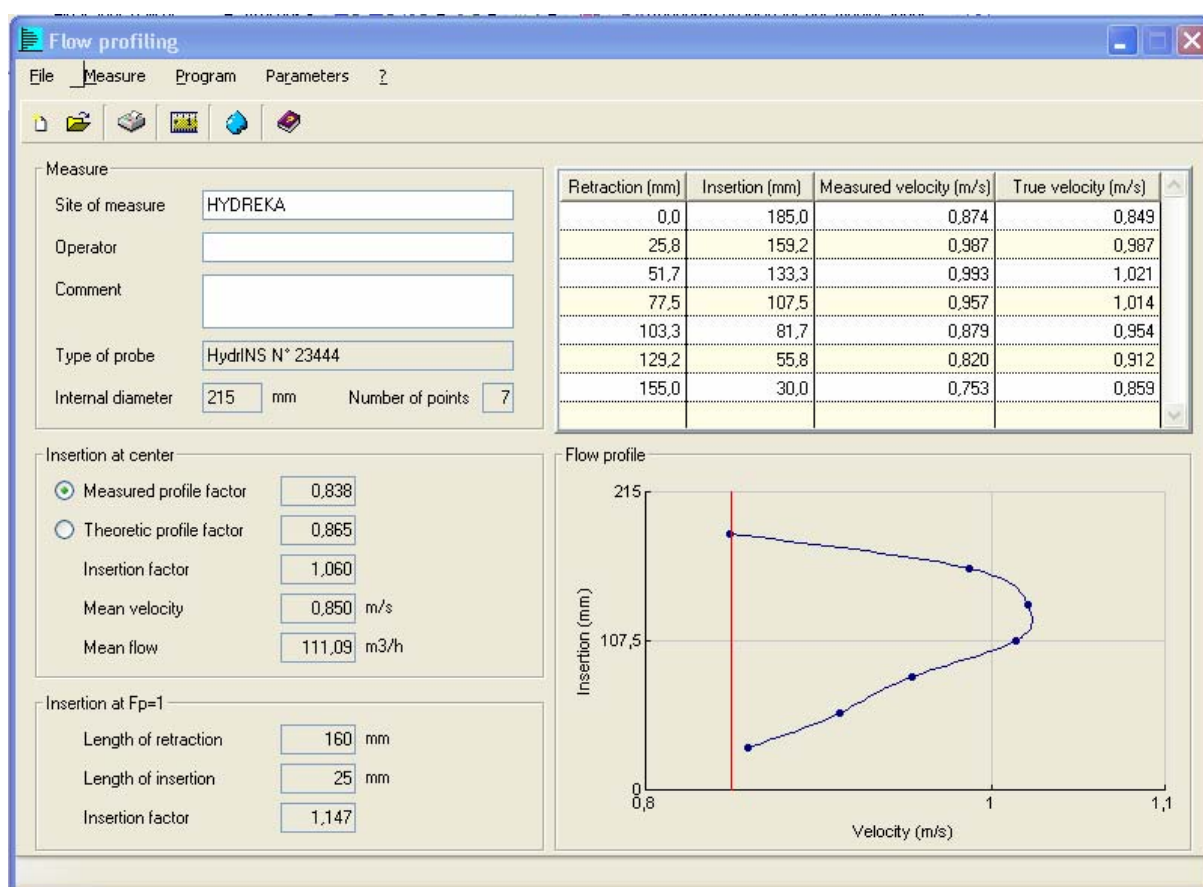 Flow profiling
File Measure Program Parameters ?
Measure
Site of measure HYDREKA
Operator
Comment
Type of probe HydrINS N° 23444
Internal diameter 215 mm Number of points 7
Retraction (mm) Insertion (mm) Measured velocity (m/s) True velocity (m/s)
0,0 185,0 0,874 0,849
25,8 159,2 0,987 0,987
51,7 133,3 0,993 1,021
77,5 107,5 0,957 1,014
103,3 81,7 0,879 0,954
129,2 55,8 0,820 0,912
155,0 30,0 0,753 0,859
Insertion at center
Measured profile factor 0,838
Theoretic profile factor 0,865
Insertion factor 1,060
Mean velocity 0,850 m/s
Mean flow 111,09 m3/h
Insertion at Fp=1
Length of retraction 160 mm
Length of insertion 25 mm
Insertion factor 1,147
Flow profile
215
Insertion (mm)
107,5
0
0,8 1 1,1
Velocity (m/s)